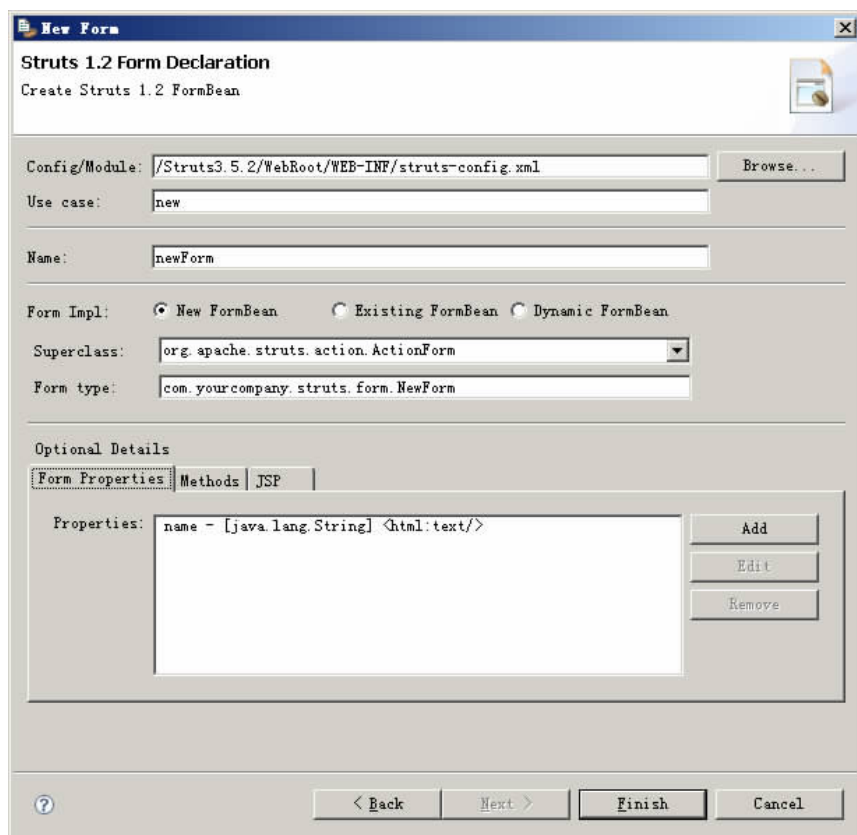 New Form
Struts 1.2 Form Declaration
Create Struts 1.2 FormBean
Config/Module: /Struts3.5.2/WebRoot/WEB-INF/struts-config.xml Browse...
Use case: new
Name: newForm
Form Impl: New FormBean Existing FormBean Dynamic FormBean
Superclass: org.apache.struts.action.ActionForm
Form type: com.yourcompany.struts.form.NewForm
Optional Details
Form Properties Methods JSP
Properties: name - [java.lang.String] <html:text/> Add
Edit
Remove
? < Back Next > Finish Cancel